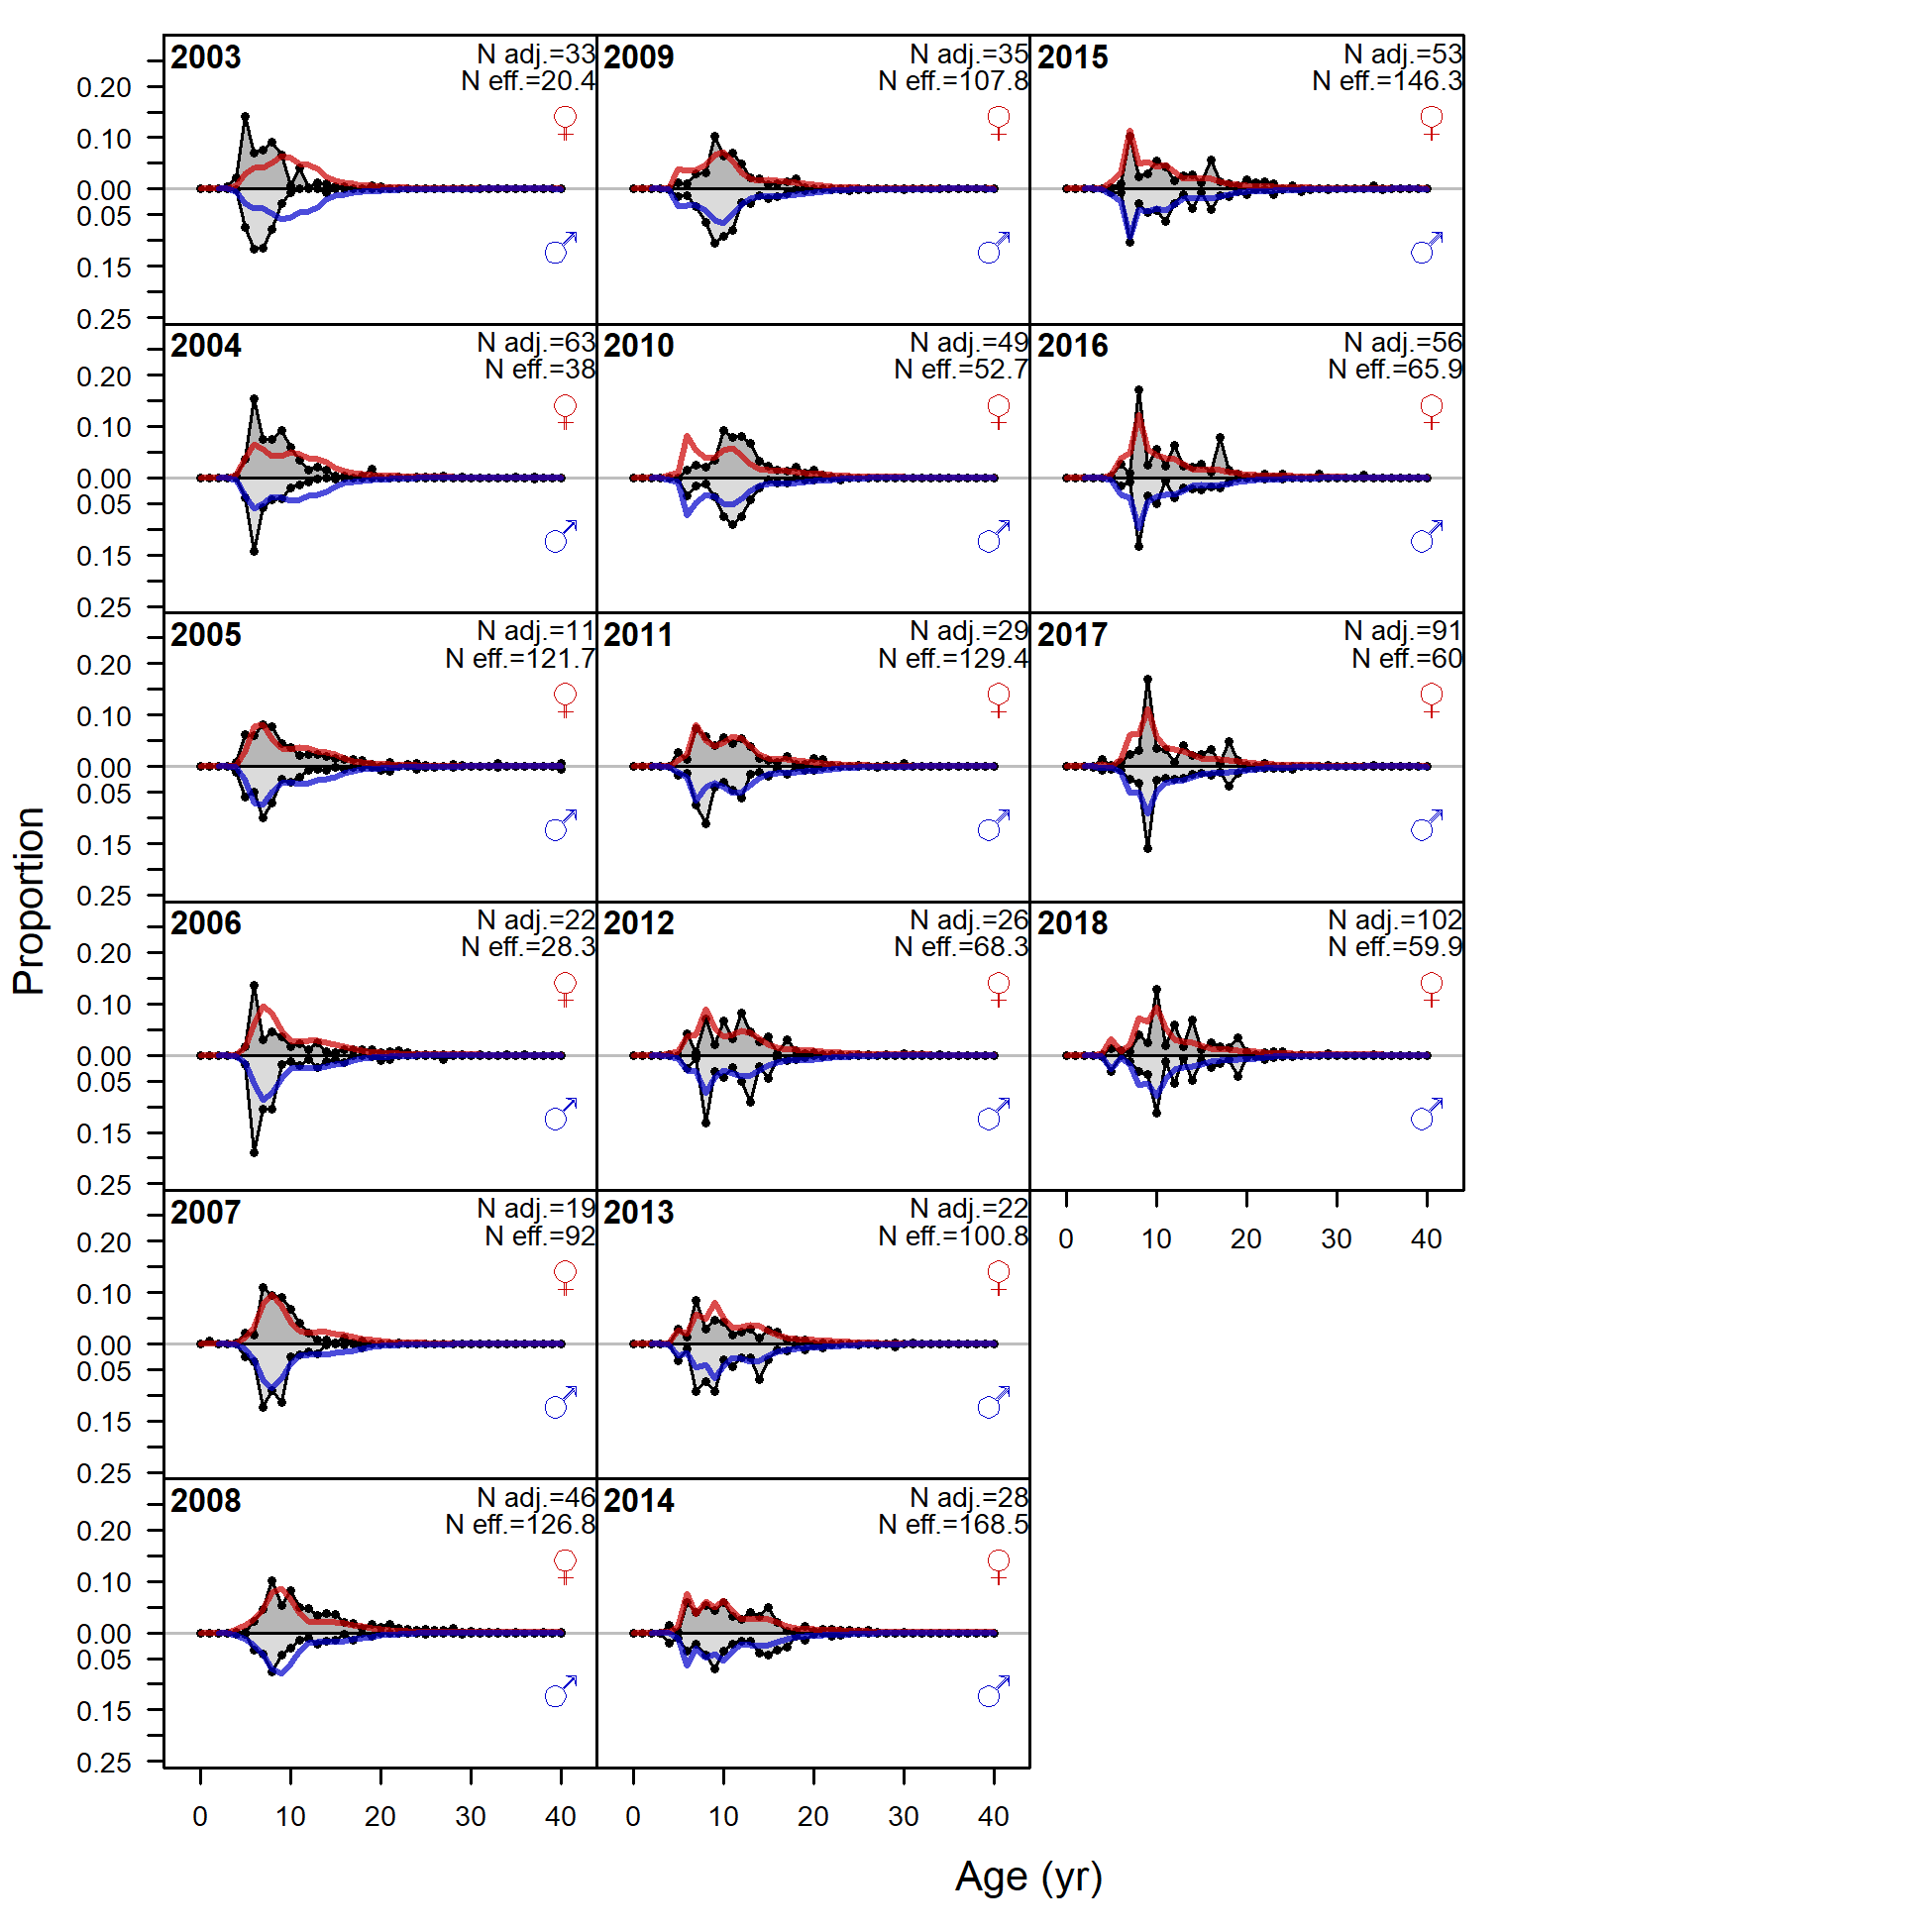 Proportion
2003
N adj.=33
N eff.=20.4
♀
♂
0.20
0.10
0.00
0.05
0.15
0.25
2009
N adj.=35
N eff.=107.8
♀
♂
2015
N adj.=53
N eff.=146.3
♀
♂
2004
N adj.=63
N eff.=38
♀
♂
0.20
0.10
0.00
0.05
0.15
0.25
2010
N adj.=49
N eff.=52.7
♀
♂
2016
N adj.=56
N eff.=65.9
♀
♂
2005
N adj.=11
N eff.=121.7
♀
♂
0.20
0.10
0.00
0.05
0.15
0.25
2011
N adj.=29
N eff.=129.4
♀
♂
2017
N adj.=91
N eff.=60
♀
♂
2006
N adj.=22
N eff.=28.3
♀
♂
0.20
0.10
0.00
0.05
0.15
0.25
2012
N adj.=26
N eff.=68.3
♀
♂
2018
N adj.=102
N eff.=59.9
♀
♂
0 10 20 30 40
2007
N adj.=19
N eff.=92
♀
♂
0.20
0.10
0.00
0.05
0.15
0.25
2013
N adj.=22
N eff.=100.8
♀
♂
2008
N adj.=46
N eff.=126.8
♀
♂
0.20
0.10
0.00
0.05
0.15
0.25
2014
N adj.=28
N eff.=168.5
♀
♂
0 10 20 30 40
0 10 20 30 40
Age (yr)